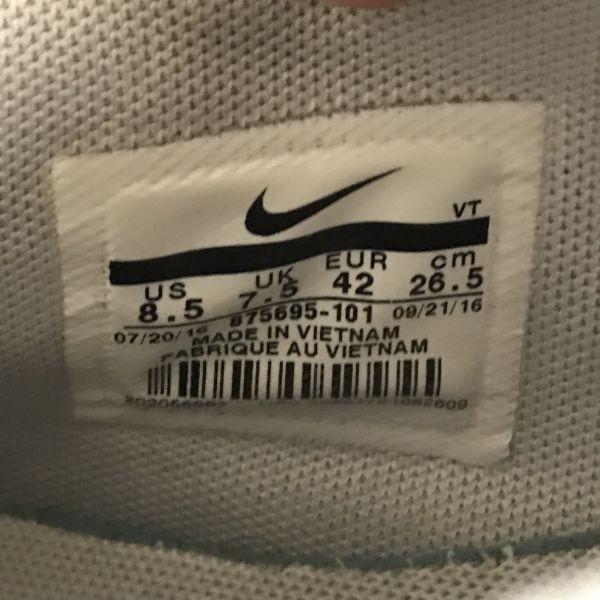 VT
US UK EUR cm
8.5 7.5 42 26.5
07/20/16 875695-101 09/21/16
MADE IN VIETNAM
FABRIQUE AU VIETNAM